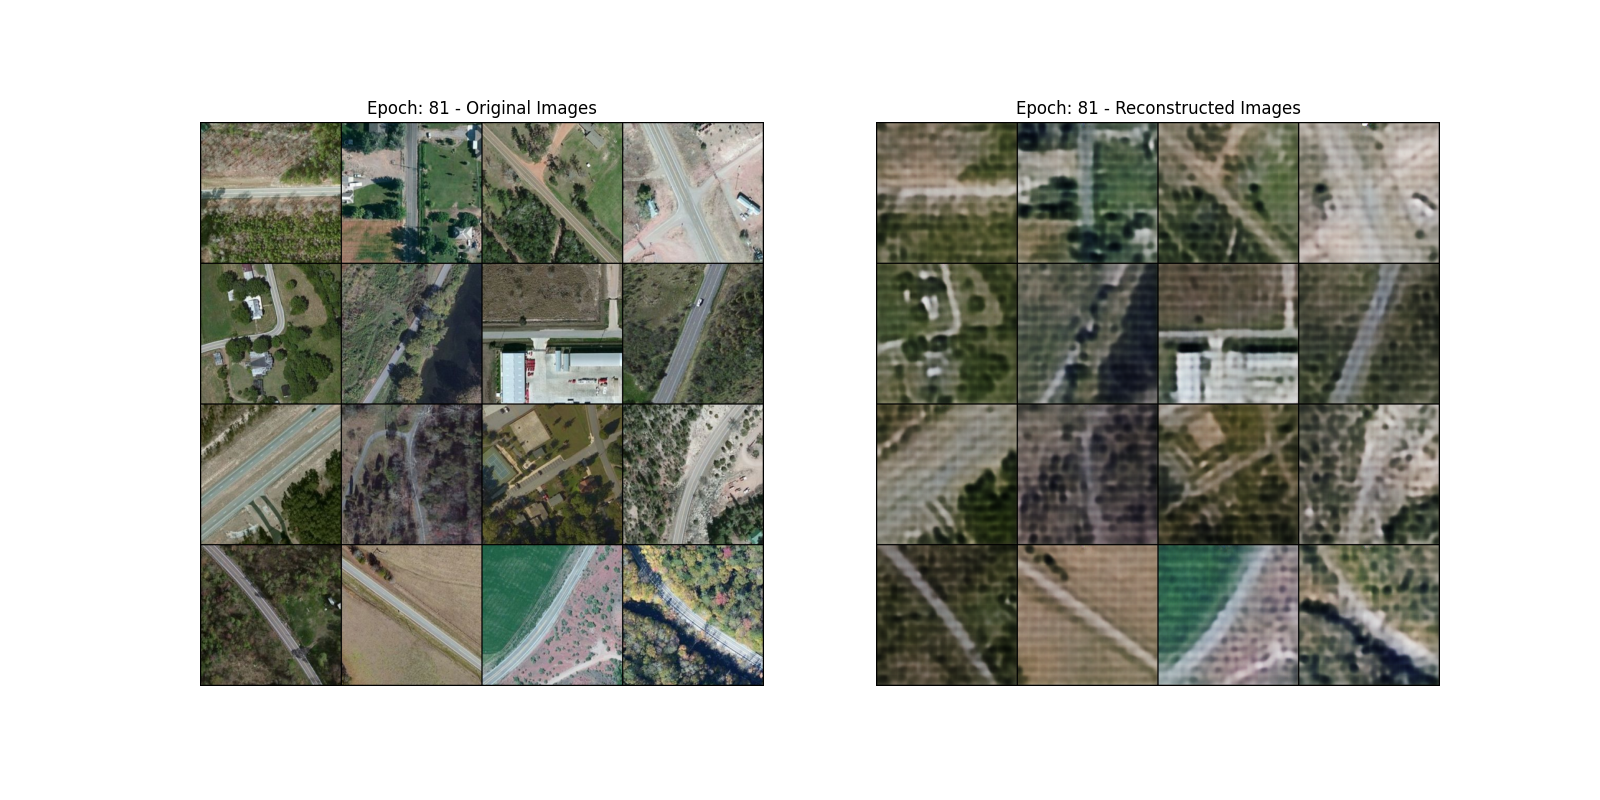 Epoch: 81 - Original Images
Epoch: 81 - Reconstructed Images